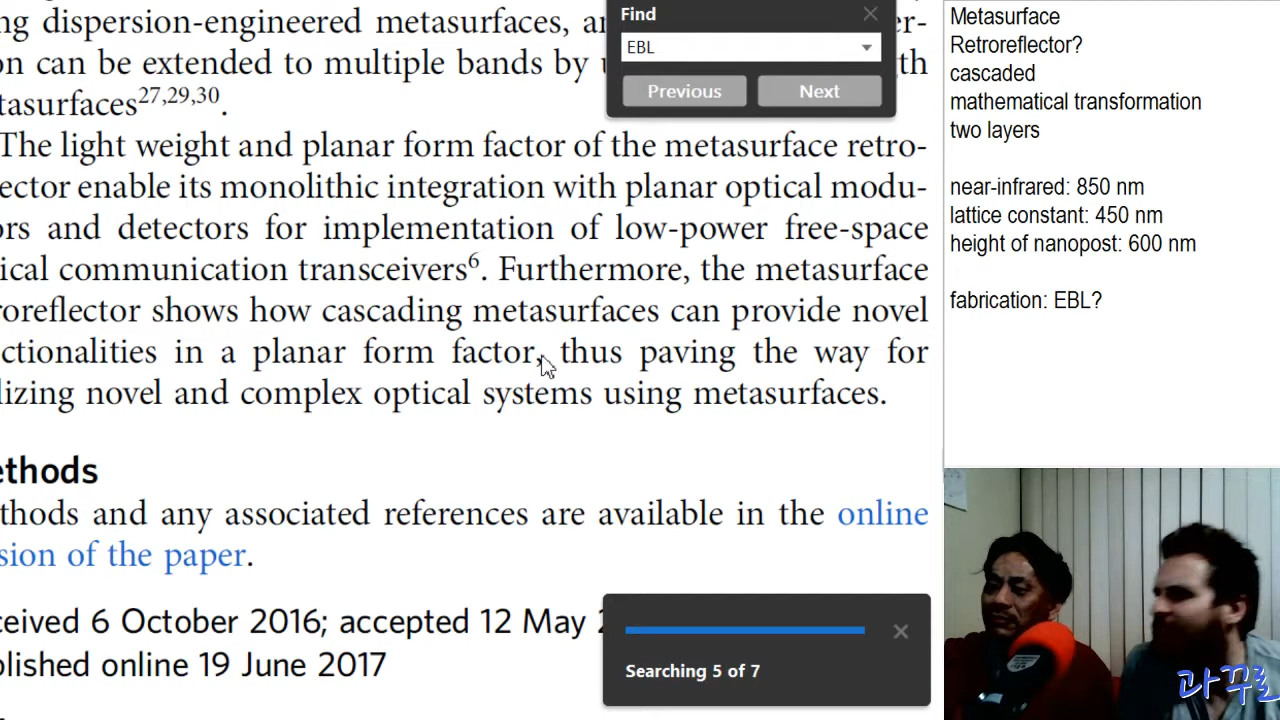 ng dispersion-engineered metasurfaces, a er-
on can be extended to multiple bands by th
tasurfaces27,29,30.
The light weight and planar form factor of the metasurface retro-
ector enable its monolithic integration with planar optical modu-
ors and detectors for implementation of low-power free-space
ical communication transceivers6. Furthermore, the metasurface
roreflector shows how cascading metasurfaces can provide novel
ctionalities in a planar form factor, thus paving the way for
lizing novel and complex optical systems using metasurfaces.
ethods
thods and any associated references are available in the online
sion of the paper.
ceived 6 October 2016; accepted 12 May 2
blished online 19 June 2017
Find
EBL
Previous Next
Searching 5 of 7
Metasurface
Retroreflector?
cascaded
mathematical transformation
two layers
near-infrared: 850 nm
lattice constant: 450 nm
height of nanopost: 600 nm
fabrication: EBL?
과꾸로